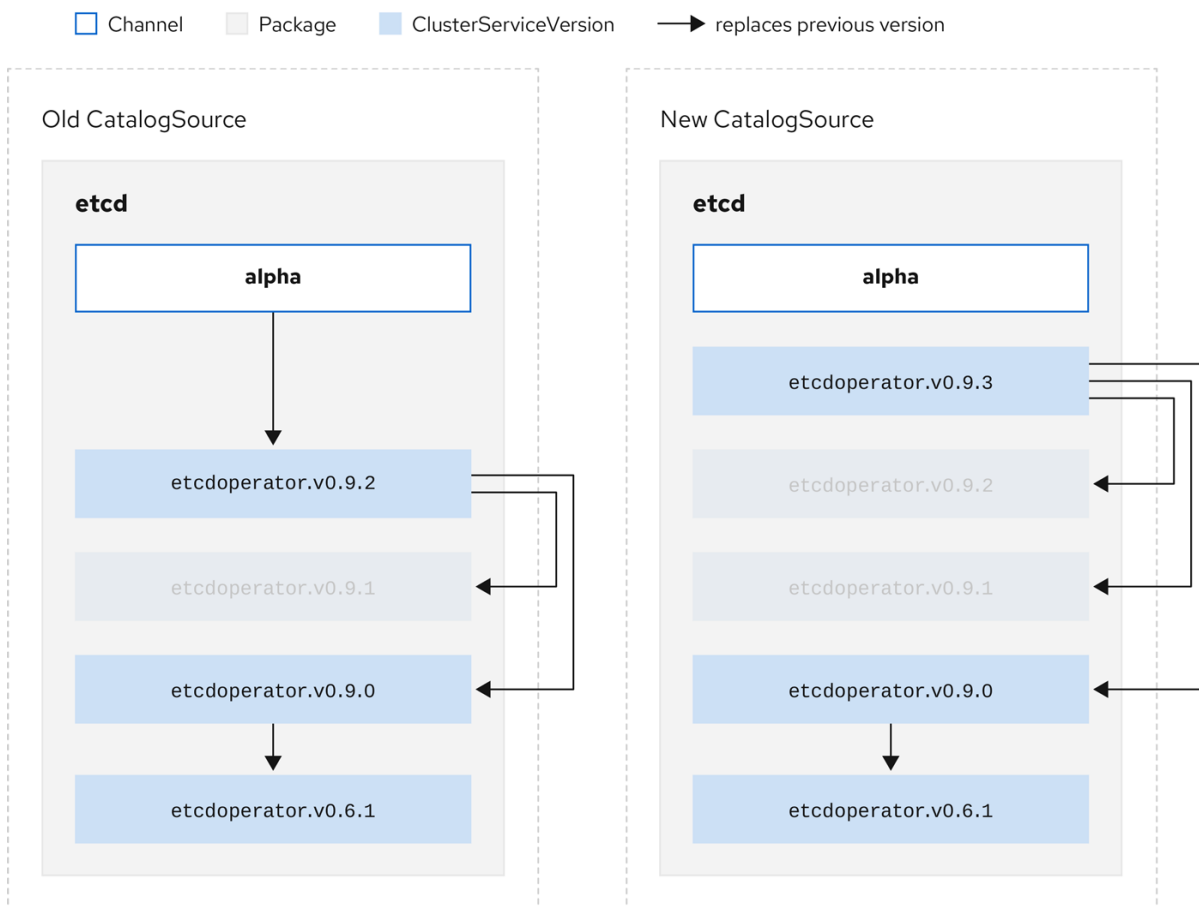 Channel
Package
ClusterServiceVersion
replaces previous version
Old CatalogSource
etcd
alpha
etcdoperator.v0.9.2
etcdoperator.v0.9.1
etcdoperator.v0.9.0
etcdoperator.v0.6.1
New CatalogSource
etcd
alpha
etcdoperator.v0.9.3
etcdoperator.v0.9.2
etcdoperator.v0.9.1
etcdoperator.v0.9.0
etcdoperator.v0.6.1